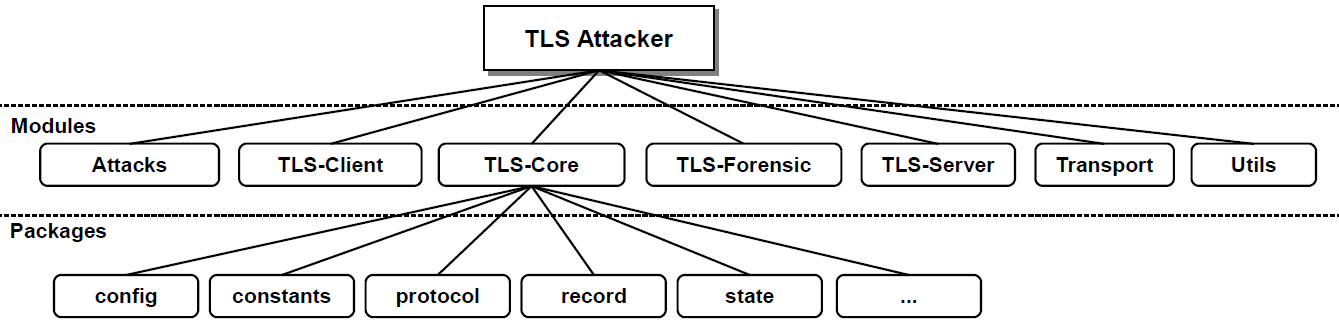 TLS Attacker
Modules
Attacks
TLS-Client
TLS-Core
TLS-Forensic
TLS-Server
Transport
Utils
Packages
config
constants
protocol
record
state
...